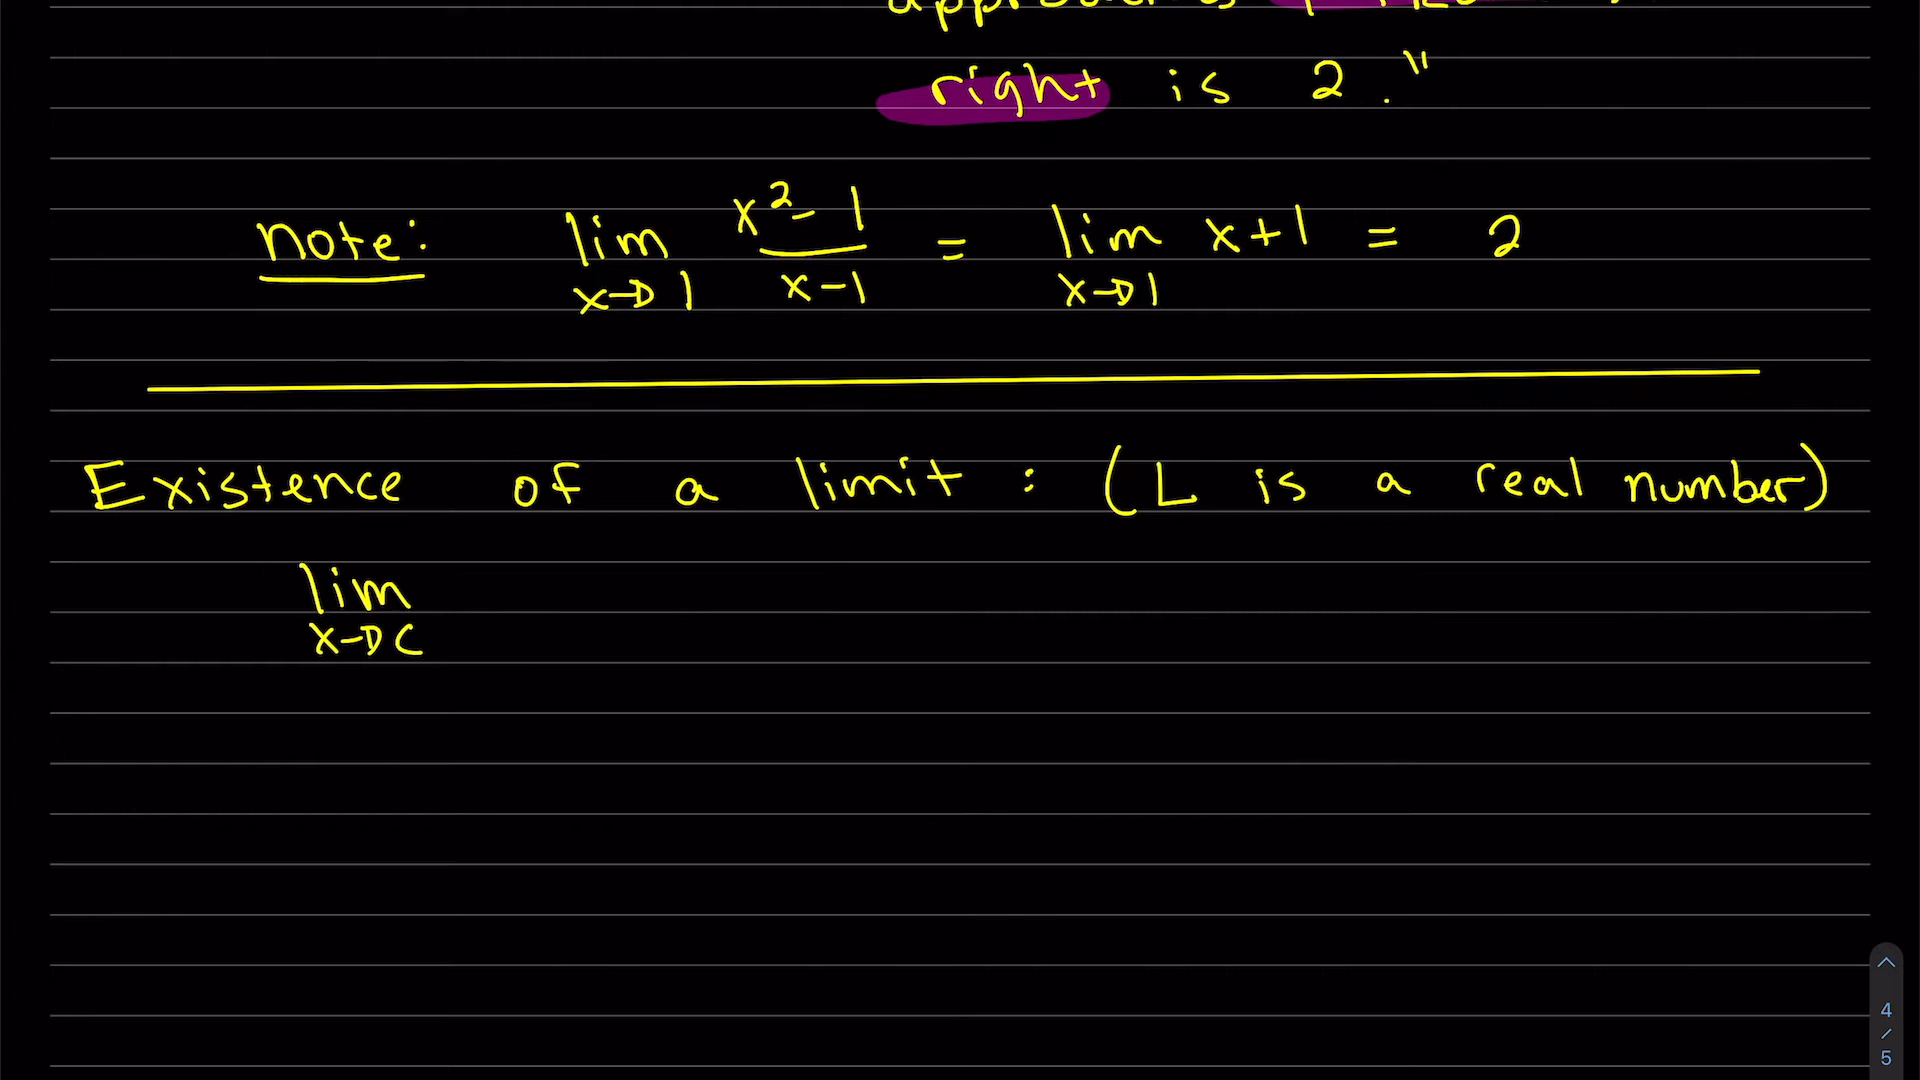 right is 2."
note: lim x→1 x²-1 / x-1 = lim x→1 x+1 = 2
Existence of a limit : (L is a real number)
lim
x→c
4
/
5